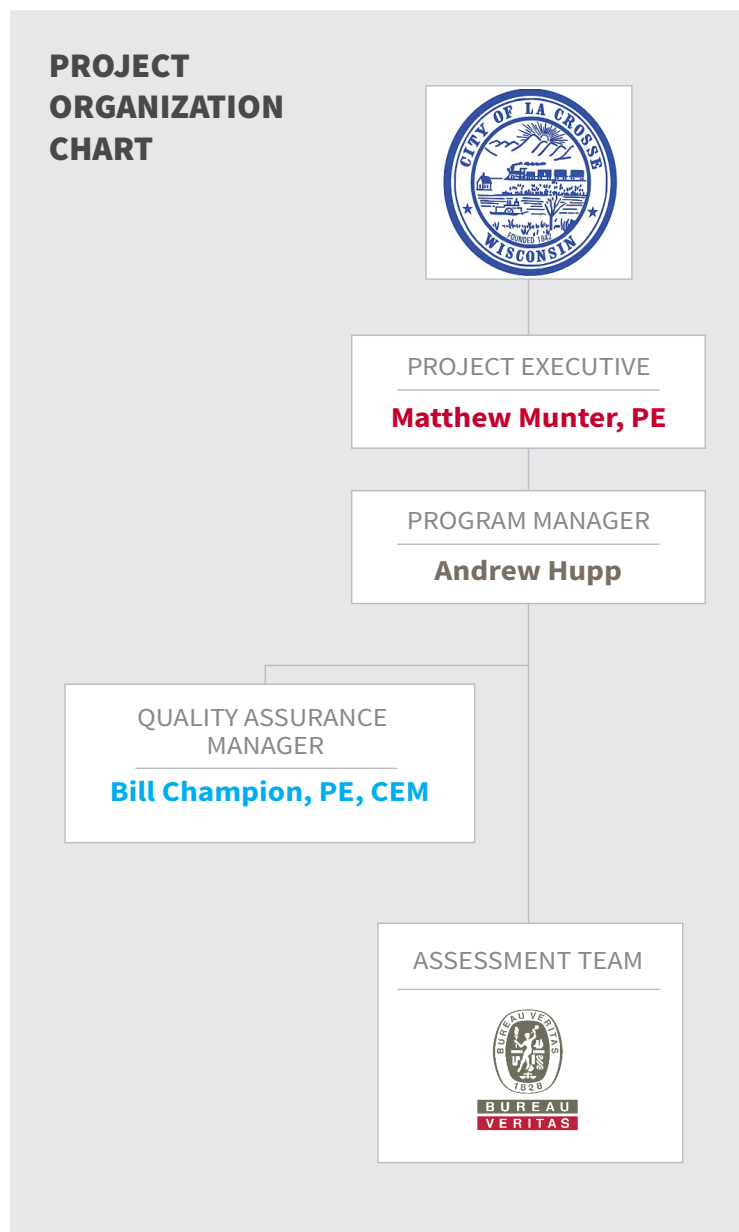 PROJECT
ORGANIZATION
CHART
CITY OF LA CROSSE
FOUNDED 1842
WISCONSIN
PROJECT EXECUTIVE
Matthew Munter, PE
PROGRAM MANAGER
Andrew Hupp
QUALITY ASSURANCE
MANAGER
Bill Champion, PE, CEM
ASSESSMENT TEAM
BUREAU VERITAS
1828
BUREAU
VERITAS